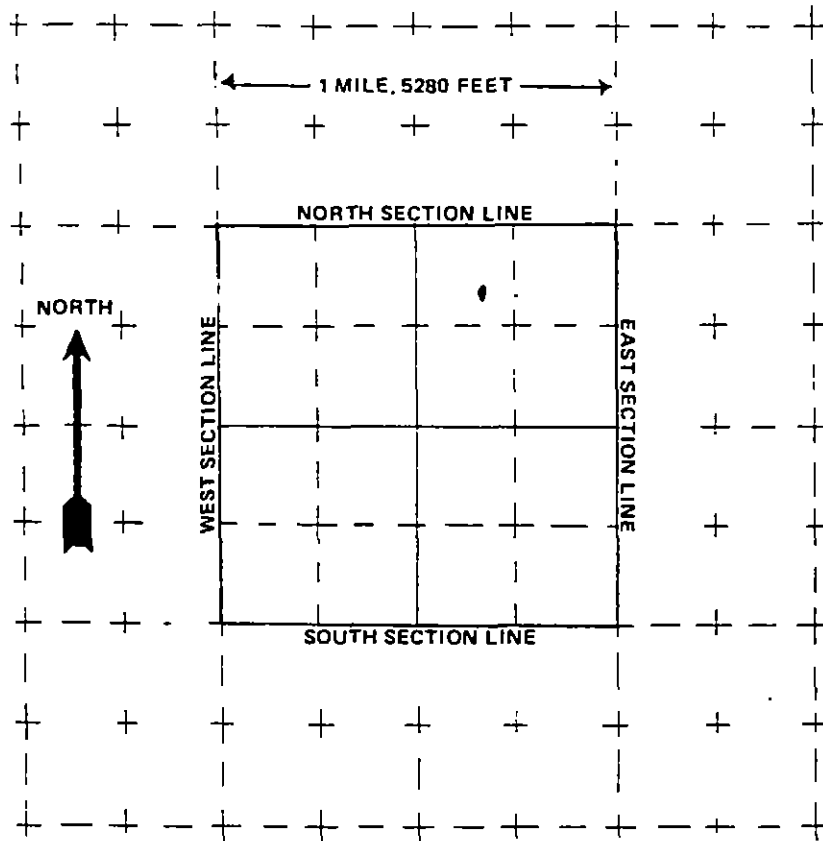 1 MILE, 5280 FEET
NORTH SECTION LINE
NORTH
WEST SECTION LINE
EAST SECTION LINE
SOUTH SECTION LINE